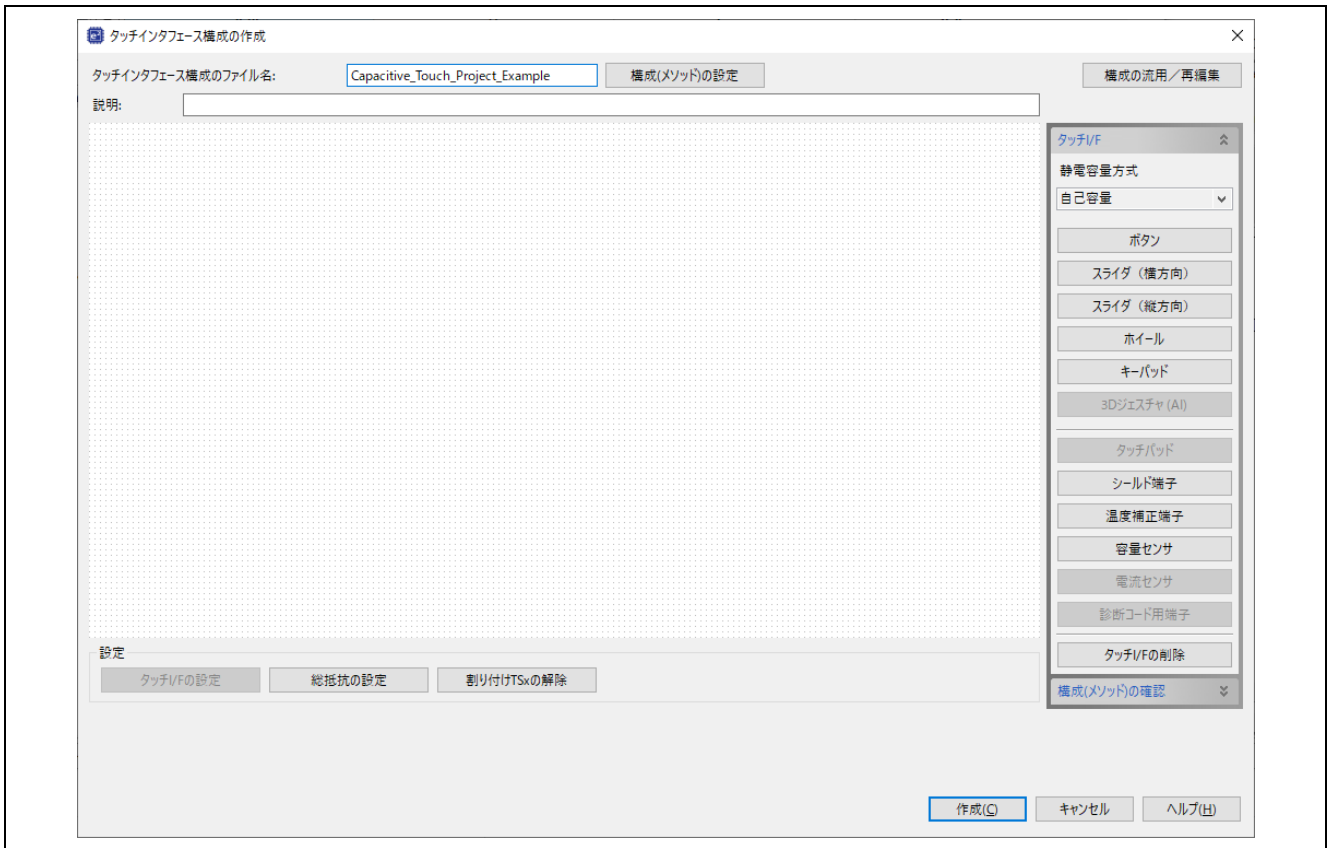 タッチインタフェース構成の作成
タッチインタフェース構成のファイル名: Capacitive_Touch_Project_Example 構成(メソッド)の設定 構成の流用／再編集
説明:
タッチI/F
静電容量方式
自己容量
ボタン
スライダ（横方向）
スライダ（縦方向）
ホイール
キーパッド
3Dジェスチャ (AI)
タッチパッド
シールド端子
温度補正端子
容量センサ
電流センサ
診断コード用端子
タッチI/Fの削除
構成(メソッド)の確認
設定
タッチI/Fの設定 総抵抗の設定 割り付けTSxの解除
作成(C) キャンセル ヘルプ(H)